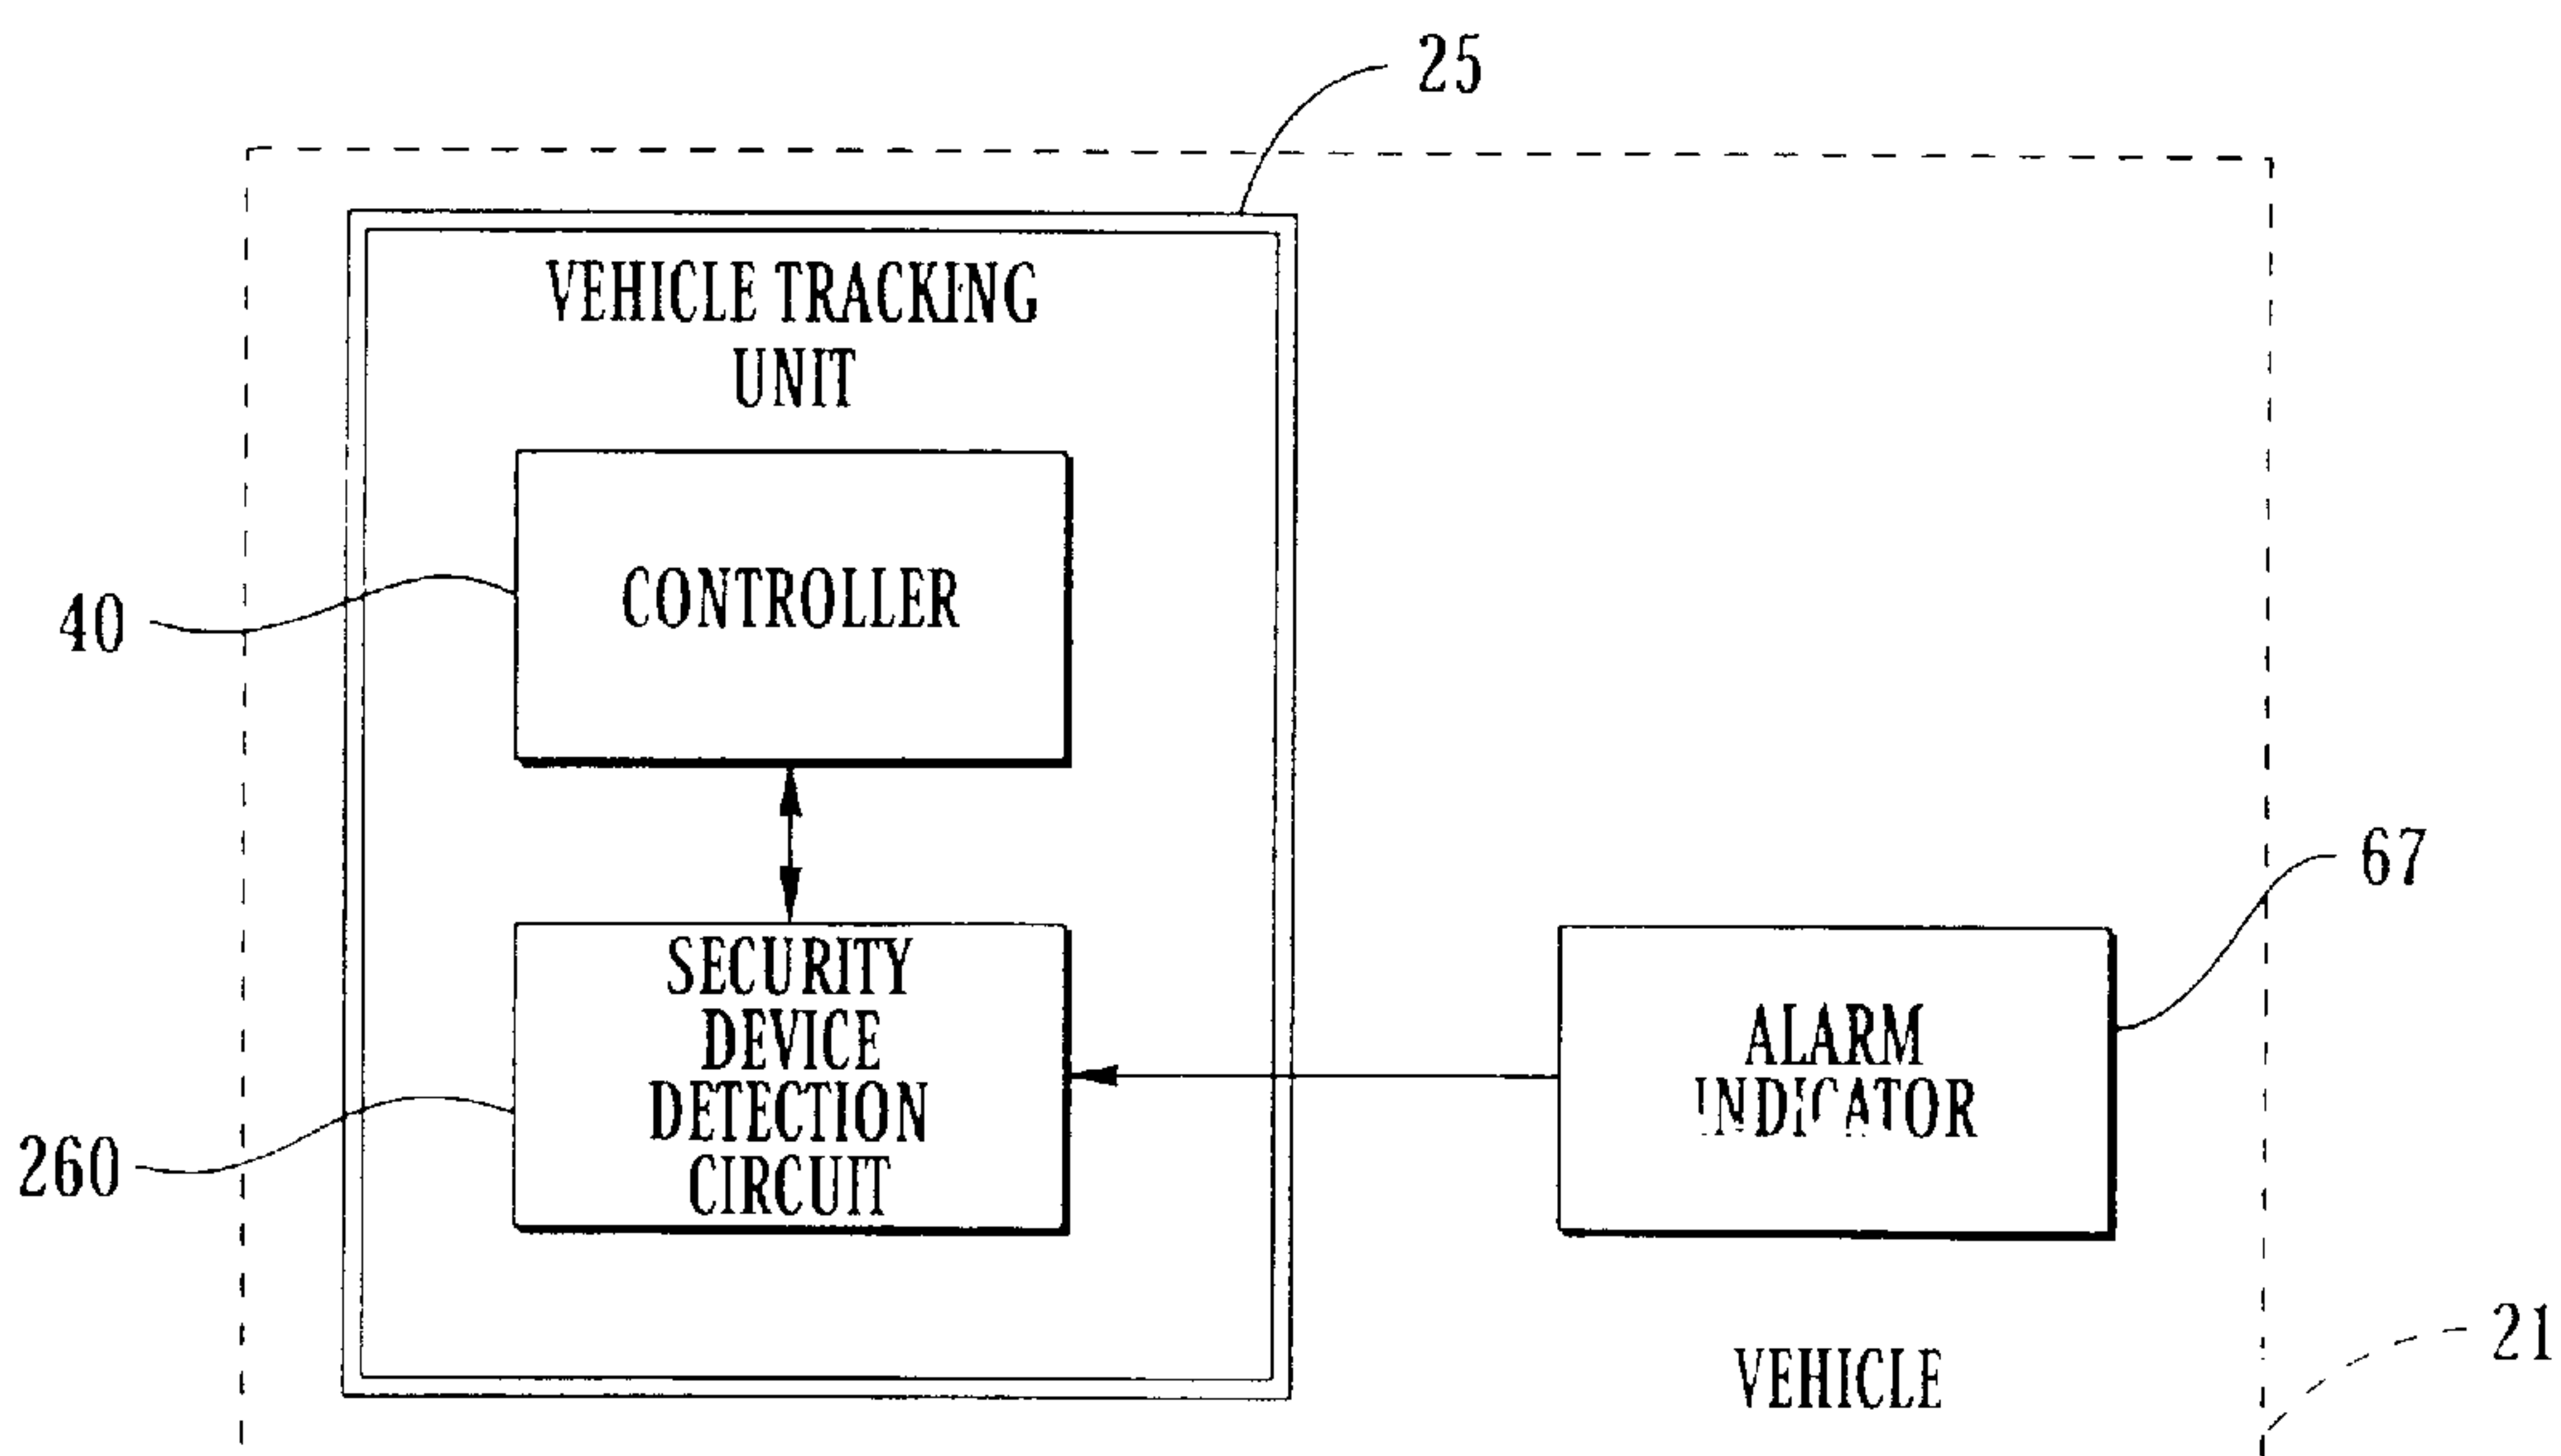 25
VEHICLE TRACKING
UNIT
CONTROLLER
40
67
SECURITY
DEVICE
DETECTION
CIRCUIT
ALARM
INDICATOR
260
21
VEHICLE